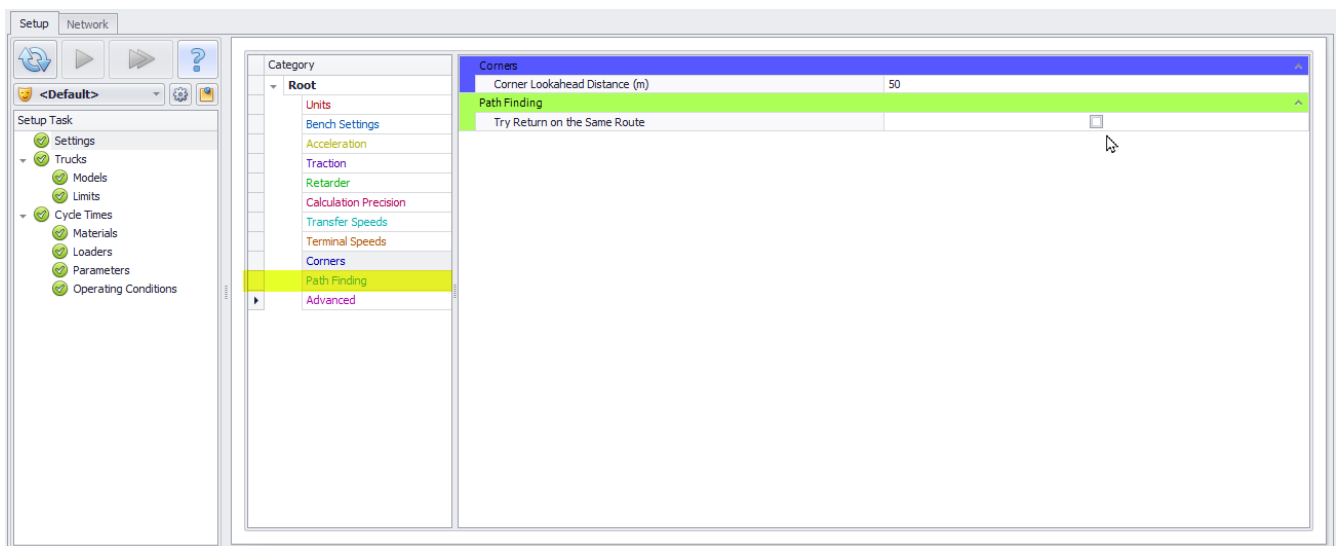 Setup
Network
<Default>
Setup Task
Settings
Trucks
Models
Limits
Cycle Times
Materials
Loaders
Parameters
Operating Conditions
Category
Root
Units
Bench Settings
Acceleration
Traction
Retarder
Calculation Precision
Transfer Speeds
Terminal Speeds
Corners
Path Finding
Advanced
Corners
Corner Lookahead Distance (m) 50
Path Finding
Try Return on the Same Route